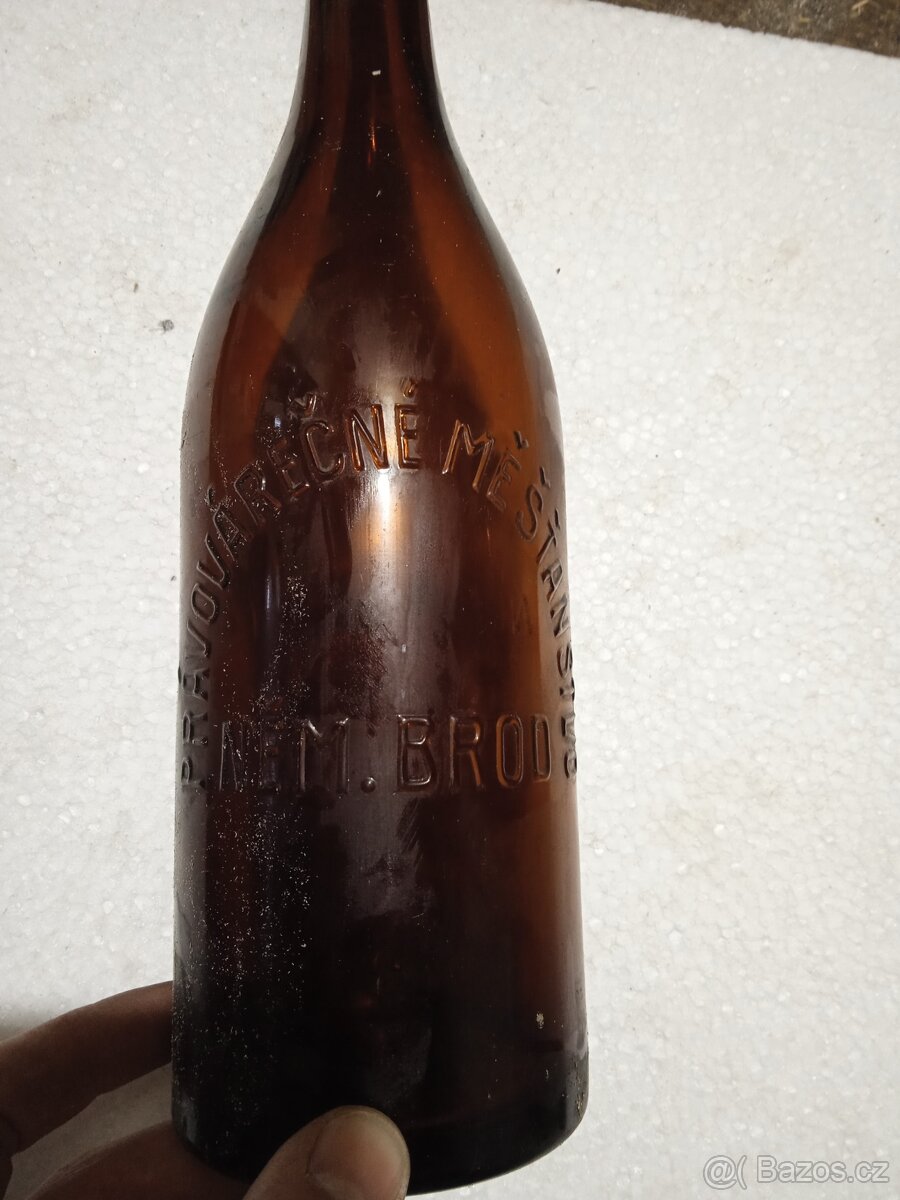 PRÁVOVÁREČNÉ MĚŠŤANSTVO
NĚM. BROD
@( Bazos.cz